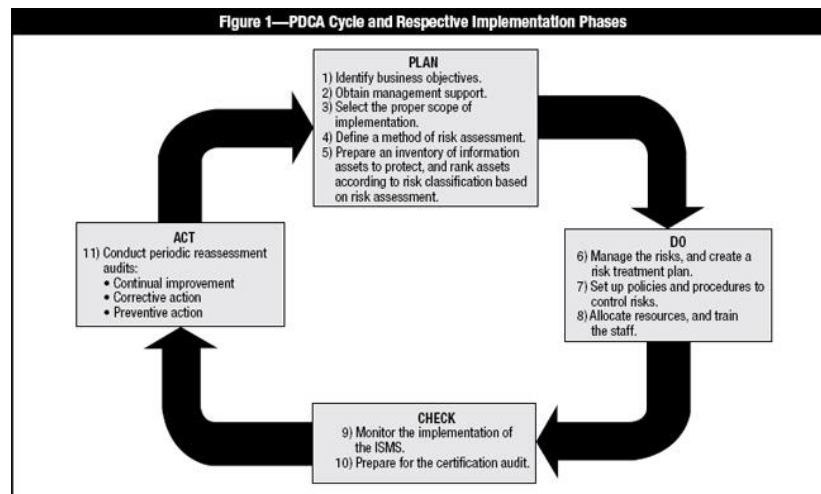 Figure 1—PDCA Cycle and Respective Implementation Phases
PLAN
1) Identify business objectives.
2) Obtain management support.
3) Select the proper scope of
implementation.
4) Define a method of risk assessment.
5) Prepare an inventory of information
assets to protect, and rank assets
according to risk classification based
on risk assessment.
DO
6) Manage the risks, and create a
risk treatment plan.
7) Set up policies and procedures to
control risks.
8) Allocate resources, and train
the staff.
CHECK
9) Monitor the implementation of
the ISMS.
10) Prepare for the certification audit.
ACT
11) Conduct periodic reassessment
audits:
• Continual improvement
• Corrective action
• Preventive action